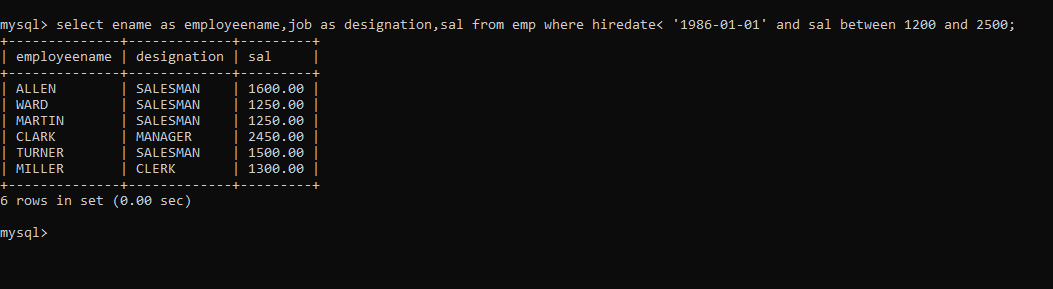 mysql> select ename as employeename,job as designation,sal from emp where hiredate< '1986-01-01' and sal between 1200 and 2500;
+--------------+-------------+---------+
| employeename | designation | sal     |
+--------------+-------------+---------+
| ALLEN        | SALESMAN    | 1600.00 |
| WARD         | SALESMAN    | 1250.00 |
| MARTIN       | SALESMAN    | 1250.00 |
| CLARK        | MANAGER     | 2450.00 |
| TURNER       | SALESMAN    | 1500.00 |
| MILLER       | CLERK       | 1300.00 |
+--------------+-------------+---------+
6 rows in set (0.00 sec)
mysql>